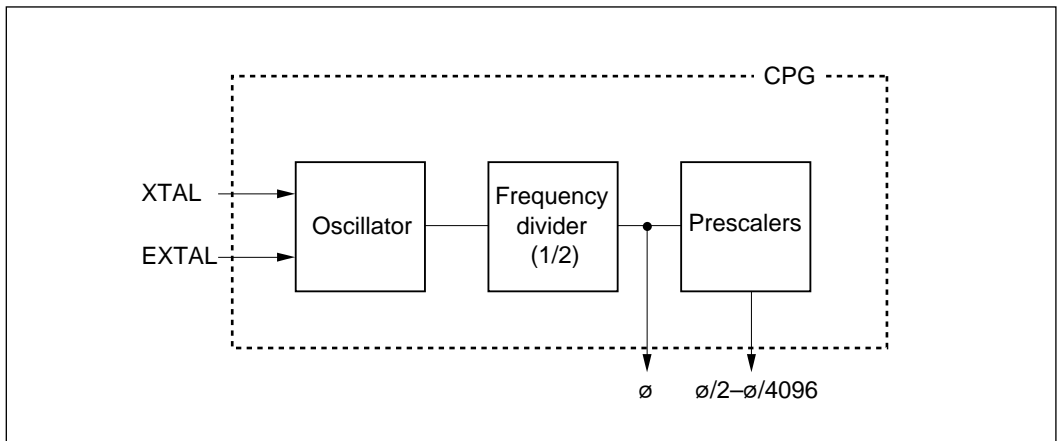 CPG
XTAL
EXTAL
Oscillator
Frequency
divider
(1/2)
Prescalers
ø
ø/2–ø/4096